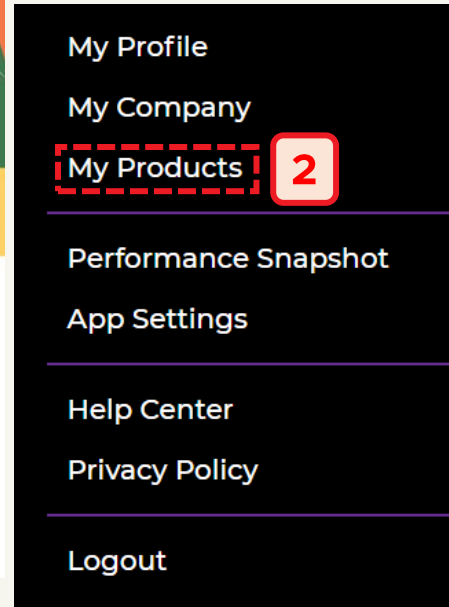 My Profile
My Company
My Products 2
Performance Snapshot
App Settings
Help Center
Privacy Policy
Logout